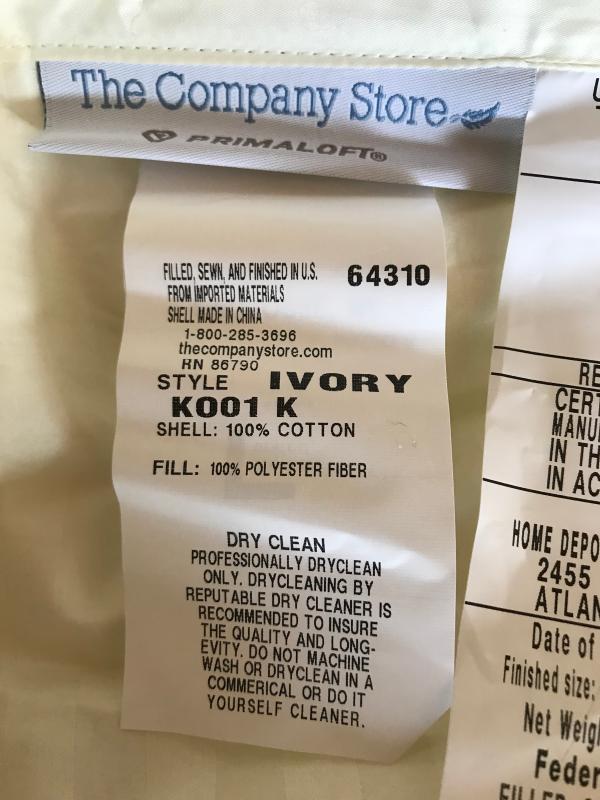 The Company Store
PRIMALOFT®
FILLED, SEWN, AND FINISHED IN U.S. 64310
FROM IMPORTED MATERIALS
SHELL MADE IN CHINA
1-800-285-3696
thecompanystore.com
RN 86790
STYLE IVORY
K001 K
SHELL: 100% COTTON
FILL: 100% POLYESTER FIBER
DRY CLEAN
PROFESSIONALLY DRYCLEAN
ONLY. DRYCLEANING BY
REPUTABLE DRY CLEANER IS
RECOMMENDED TO INSURE
THE QUALITY AND LONG-
EVITY. DO NOT MACHINE
WASH OR DRYCLEAN IN A
COMMERICAL OR DO IT
YOURSELF CLEANER.
RE
CERT
MANU
IN TH
IN AC
HOME DEPO
2455
ATLAN
Date of
Finished size:
Net Weig
Feder